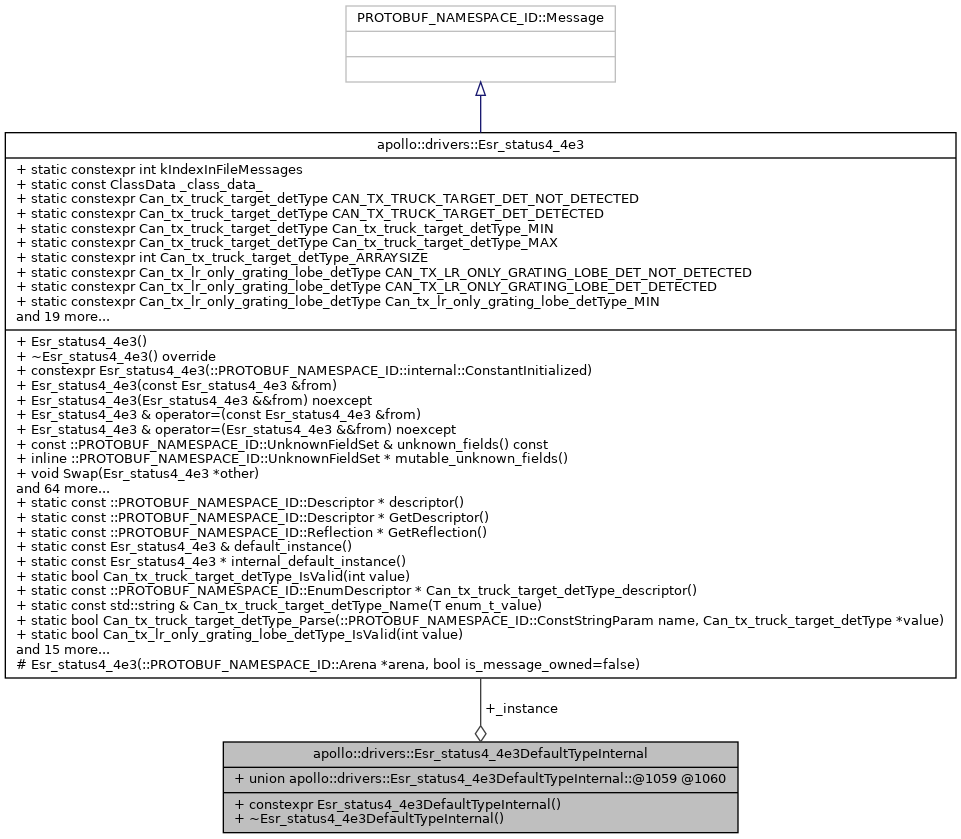 PROTOBUF_NAMESPACE_ID::Message
apollo::drivers::Esr_status4_4e3
+ static constexpr int kIndexInFileMessages
+ static const ClassData _class_data_
+ static constexpr Can_tx_truck_target_detType CAN_TX_TRUCK_TARGET_DET_NOT_DETECTED
+ static constexpr Can_tx_truck_target_detType CAN_TX_TRUCK_TARGET_DET_DETECTED
+ static constexpr Can_tx_truck_target_detType Can_tx_truck_target_detType_MIN
+ static constexpr Can_tx_truck_target_detType Can_tx_truck_target_detType_MAX
+ static constexpr int Can_tx_truck_target_detType_ARRAYSIZE
+ static constexpr Can_tx_lr_only_grating_lobe_detType CAN_TX_LR_ONLY_GRATING_LOBE_DET_NOT_DETECTED
+ static constexpr Can_tx_lr_only_grating_lobe_detType CAN_TX_LR_ONLY_GRATING_LOBE_DET_DETECTED
+ static constexpr Can_tx_lr_only_grating_lobe_detType Can_tx_lr_only_grating_lobe_detType_MIN
and 19 more...
+ Esr_status4_4e3()
+ ~Esr_status4_4e3() override
+ constexpr Esr_status4_4e3(::PROTOBUF_NAMESPACE_ID::internal::ConstantInitialized)
+ Esr_status4_4e3(const Esr_status4_4e3 &from)
+ Esr_status4_4e3(Esr_status4_4e3 &&from) noexcept
+ Esr_status4_4e3 & operator=(const Esr_status4_4e3 &from)
+ Esr_status4_4e3 & operator=(Esr_status4_4e3 &&from) noexcept
+ const ::PROTOBUF_NAMESPACE_ID::UnknownFieldSet & unknown_fields() const
+ inline ::PROTOBUF_NAMESPACE_ID::UnknownFieldSet * mutable_unknown_fields()
+ void Swap(Esr_status4_4e3 *other)
and 64 more...
+ static const ::PROTOBUF_NAMESPACE_ID::Descriptor * descriptor()
+ static const ::PROTOBUF_NAMESPACE_ID::Descriptor * GetDescriptor()
+ static const ::PROTOBUF_NAMESPACE_ID::Reflection * GetReflection()
+ static const Esr_status4_4e3 & default_instance()
+ static const Esr_status4_4e3 * internal_default_instance()
+ static bool Can_tx_truck_target_detType_IsValid(int value)
+ static const ::PROTOBUF_NAMESPACE_ID::EnumDescriptor * Can_tx_truck_target_detType_descriptor()
+ static const std::string & Can_tx_truck_target_detType_Name(T enum_t_value)
+ static bool Can_tx_truck_target_detType_Parse(::PROTOBUF_NAMESPACE_ID::ConstStringParam name, Can_tx_truck_target_detType *value)
+ static bool Can_tx_lr_only_grating_lobe_detType_IsValid(int value)
and 15 more...
# Esr_status4_4e3(::PROTOBUF_NAMESPACE_ID::Arena *arena, bool is_message_owned=false)
+_instance
apollo::drivers::Esr_status4_4e3DefaultTypeInternal
+ union apollo::drivers::Esr_status4_4e3DefaultTypeInternal::@1059 @1060
+ constexpr Esr_status4_4e3DefaultTypeInternal()
+ ~Esr_status4_4e3DefaultTypeInternal()